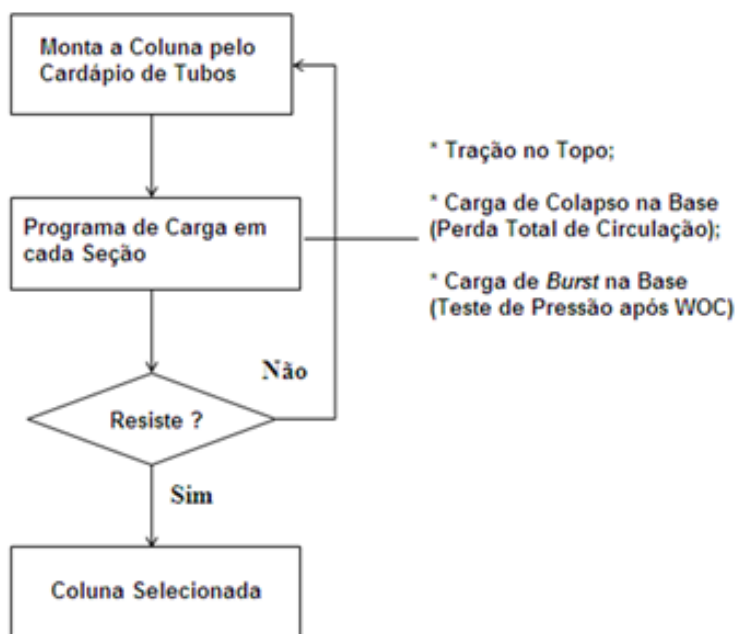 Monta a Coluna pelo
Cardápio de Tubos
* Tração no Topo;
* Carga de Colapso na Base
(Perda Total de Circulação);
* Carga de Burst na Base
(Teste de Pressão após WOC)
Programa de Carga em
cada Seção
Não
Resiste ?
Sim
Coluna Selecionada